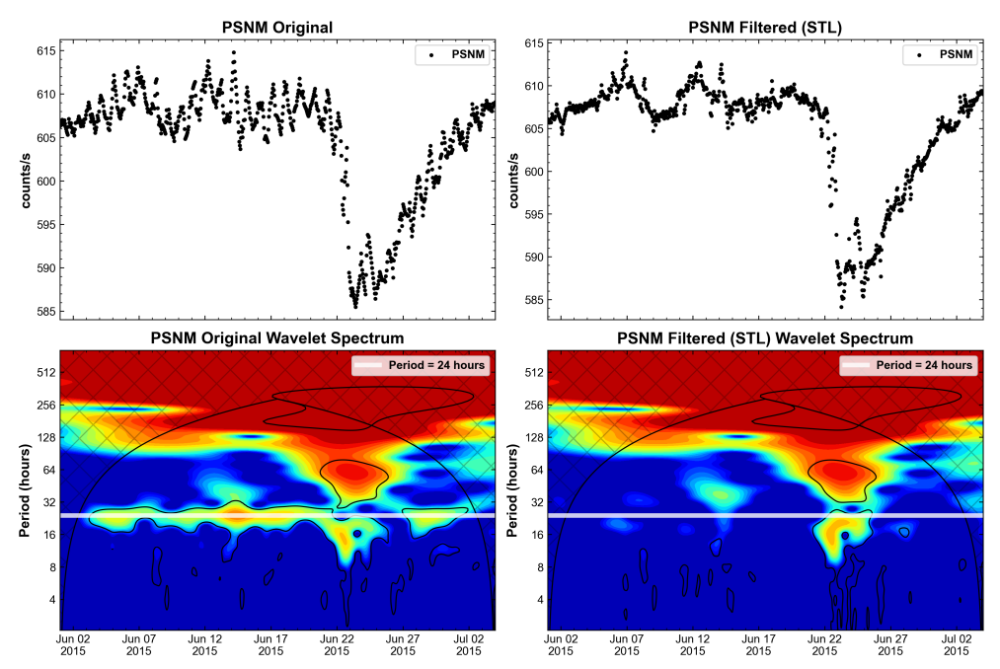 PSNM Original
PSNM Filtered (STL)
615
610
605
600
595
590
585
counts/s
PSNM
615
610
605
600
595
590
585
counts/s
PSNM
PSNM Original Wavelet Spectrum
PSNM Filtered (STL) Wavelet Spectrum
512
256
128
64
32
16
8
4
Period (hours)
Period = 24 hours
Jun 02 Jun 07 Jun 12 Jun 17 Jun 22 Jun 27 Jul 02
2015 2015 2015 2015 2015 2015 2015
512
256
128
64
32
16
8
4
Period (hours)
Period = 24 hours
Jun 02 Jun 07 Jun 12 Jun 17 Jun 22 Jun 27 Jul 02
2015 2015 2015 2015 2015 2015 2015